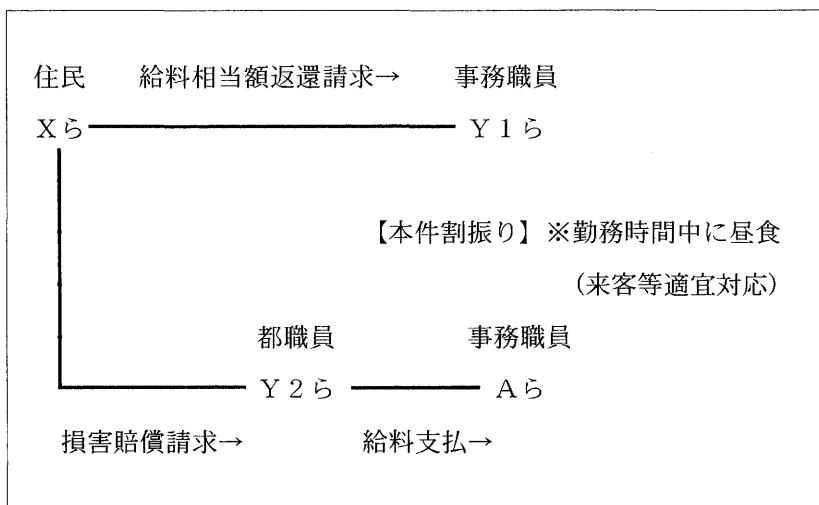 住民 給料相当額返還請求→ 事務職員
Xら Y1ら
【本件割振り】※勤務時間中に昼食
(来客等適宜対応)
都職員 事務職員
Y2ら Aら
損害賠償請求→ 給料支払→